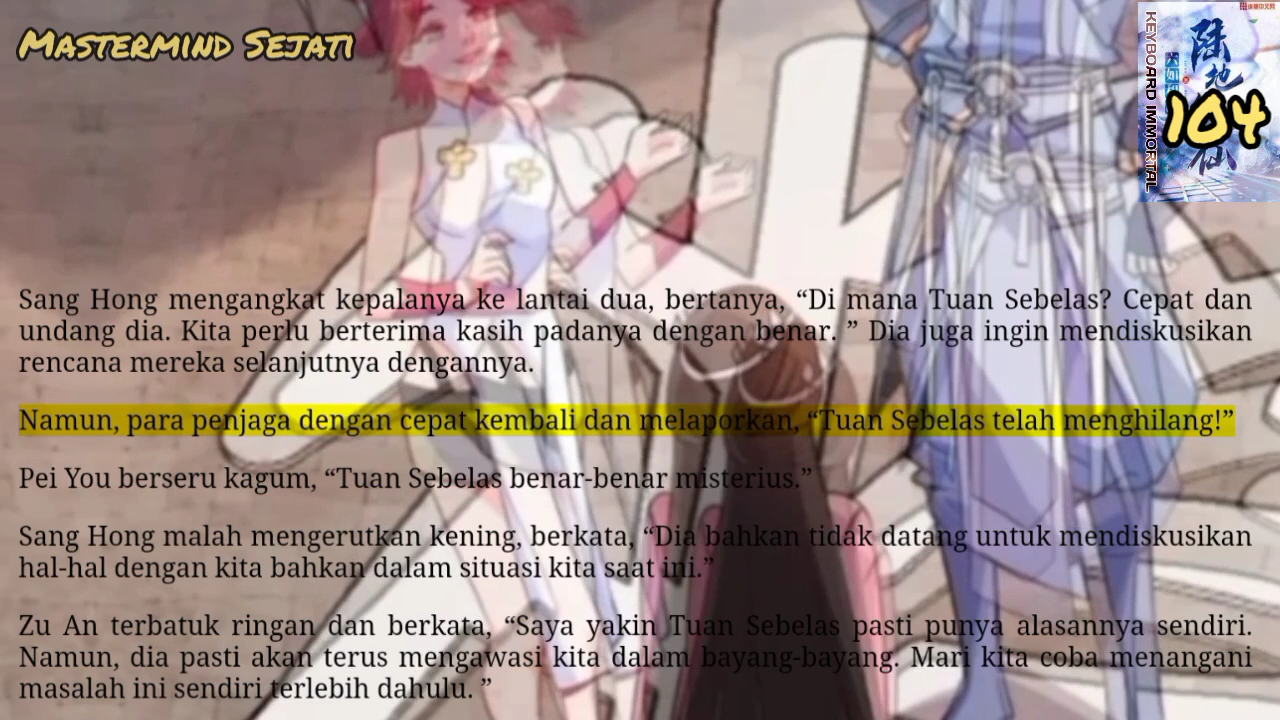 Mastermind Sejati
KEYBOARD IMMORTAL
陆地
仙
104
Sang Hong mengangkat kepalanya ke lantai dua, bertanya, “Di mana Tuan Sebelas? Cepat dan
undang dia. Kita perlu berterima kasih padanya dengan benar. ” Dia juga ingin mendiskusikan
rencana mereka selanjutnya dengannya.
Namun, para penjaga dengan cepat kembali dan melaporkan, “Tuan Sebelas telah menghilang!”
Pei You berseru kagum, “Tuan Sebelas benar-benar misterius.”
Sang Hong malah mengerutkan kening, berkata, “Dia bahkan tidak datang untuk mendiskusikan
hal-hal dengan kita bahkan dalam situasi kita saat ini.”
Zu An terbatuk ringan dan berkata, “Saya yakin Tuan Sebelas pasti punya alasannya sendiri.
Namun, dia pasti akan terus mengawasi kita dalam bayang-bayang. Mari kita coba menangani
masalah ini sendiri terlebih dahulu. ”